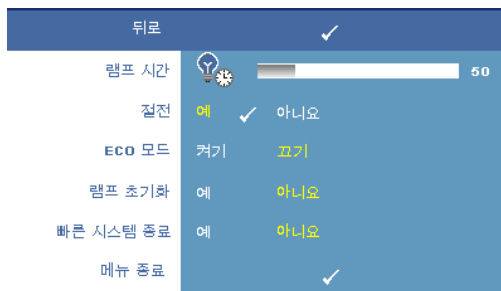 뒤로
램프 시간 50
절전 예 아니요
ECO 모드 켜기 끄기
램프 초기화 예 아니요
빠른 시스템 종료 예 아니요
메뉴 종료